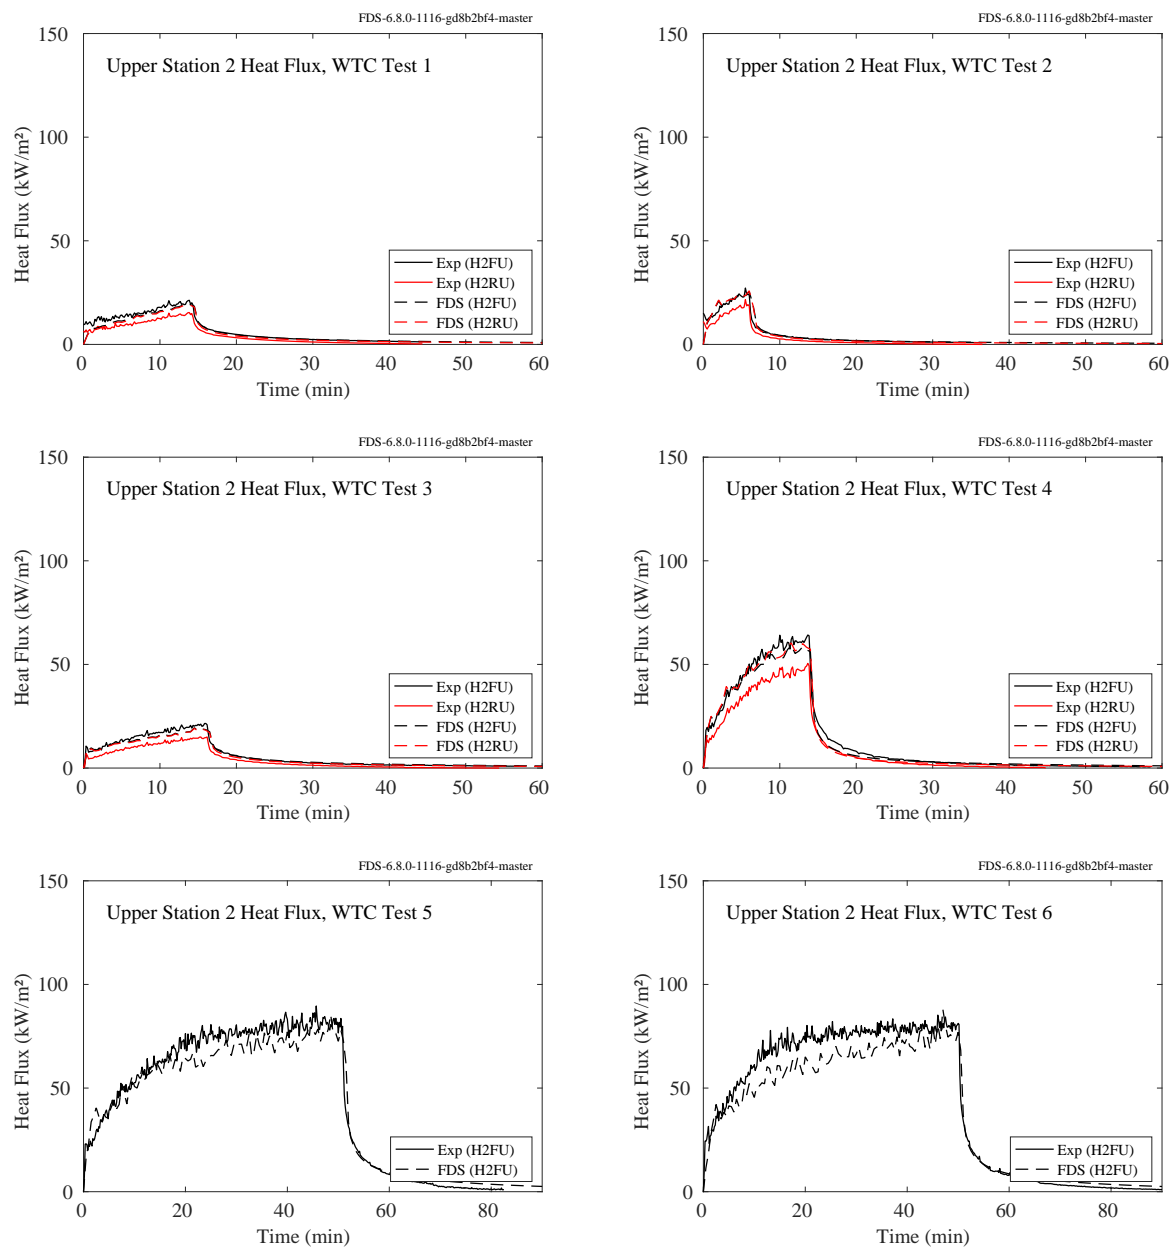 FDS-6.8.0-1116-gd8b2bf4-master
Upper Station 2 Heat Flux, WTC Test 1
Heat Flux (kW/m²)
150
100
50
0
Exp (H2FU)
Exp (H2RU)
FDS (H2FU)
FDS (H2RU)
0 10 20 30 40 50 60
Time (min)
FDS-6.8.0-1116-gd8b2bf4-master
Upper Station 2 Heat Flux, WTC Test 2
Heat Flux (kW/m²)
150
100
50
0
Exp (H2FU)
Exp (H2RU)
FDS (H2FU)
FDS (H2RU)
0 10 20 30 40 50 60
Time (min)
FDS-6.8.0-1116-gd8b2bf4-master
Upper Station 2 Heat Flux, WTC Test 3
Heat Flux (kW/m²)
150
100
50
0
Exp (H2FU)
Exp (H2RU)
FDS (H2FU)
FDS (H2RU)
0 10 20 30 40 50 60
Time (min)
FDS-6.8.0-1116-gd8b2bf4-master
Upper Station 2 Heat Flux, WTC Test 4
Heat Flux (kW/m²)
150
100
50
0
Exp (H2FU)
Exp (H2RU)
FDS (H2FU)
FDS (H2RU)
0 10 20 30 40 50 60
Time (min)
FDS-6.8.0-1116-gd8b2bf4-master
Upper Station 2 Heat Flux, WTC Test 5
Heat Flux (kW/m²)
150
100
50
0
Exp (H2FU)
FDS (H2FU)
0 20 40 60 80
Time (min)
FDS-6.8.0-1116-gd8b2bf4-master
Upper Station 2 Heat Flux, WTC Test 6
Heat Flux (kW/m²)
150
100
50
0
Exp (H2FU)
FDS (H2FU)
0 20 40 60 80
Time (min)